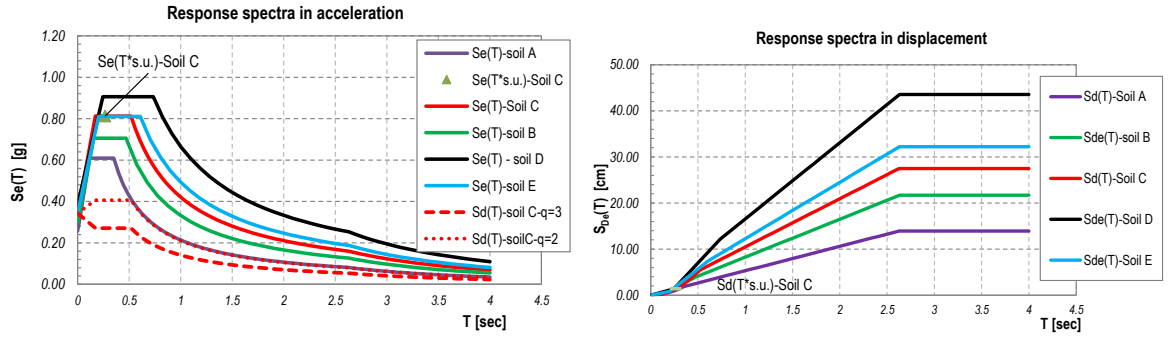 Response spectra in acceleration
Se(T) [g]
1.20
1.00
0.80
0.60
0.40
0.20
0.00
0
0.5
1
1.5
2
2.5
3
3.5
4
4.5
T [sec]
Se(T*s.u.)-Soil C
Se(T)-soil A
Se(T*s.u.)-Soil C
Se(T)-Soil C
Se(T)-soil B
Se(T) - soil D
Se(T)-soil E
Sd(T)-soil C-q=3
Sd(T)-soilC-q=2
Response spectra in displacement
SDe(T) [cm]
50.00
40.00
30.00
20.00
10.00
0.00
0
0.5
1
1.5
2
2.5
3
3.5
4
4.5
T [sec]
Sd(T*s.u.)-Soil C
Sd(T)-Soil A
Sde(T)-soil B
Sd(T)-Soil C
Sde(T)-Soil D
Sde(T)-Soil E